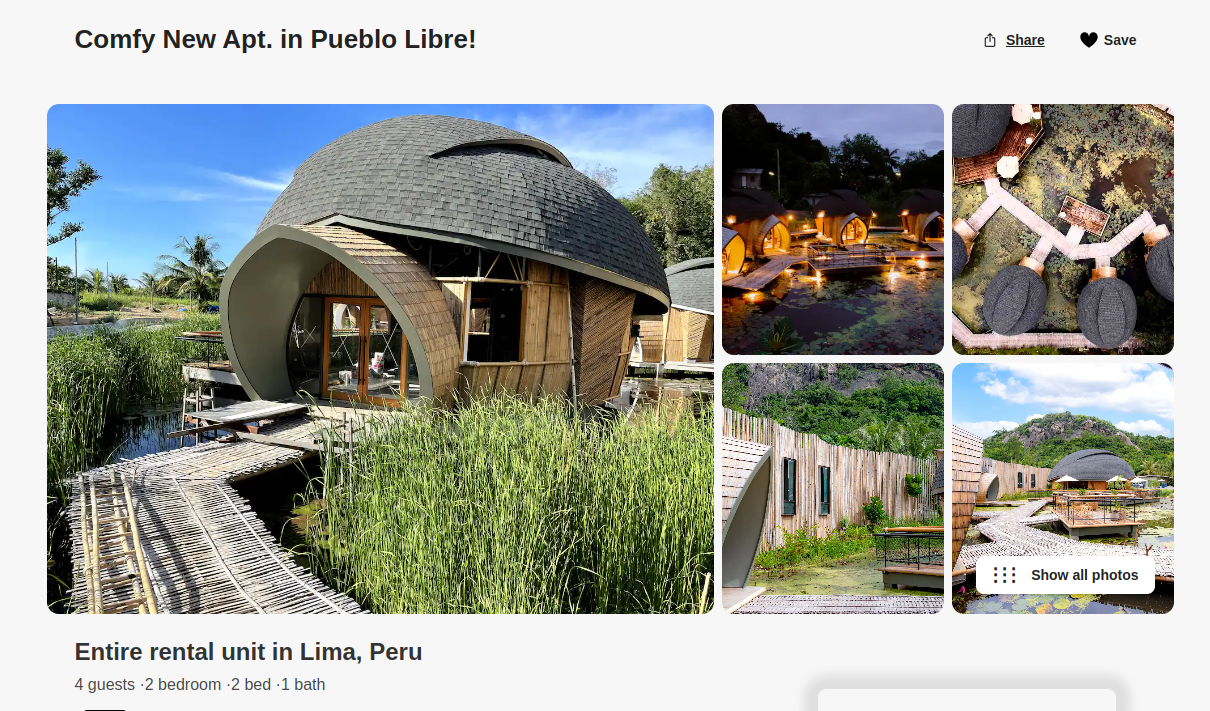 Comfy New Apt. in Pueblo Libre!
Share
Save
Show all photos
Entire rental unit in Lima, Peru
4 guests ·2 bedroom ·2 bed ·1 bath